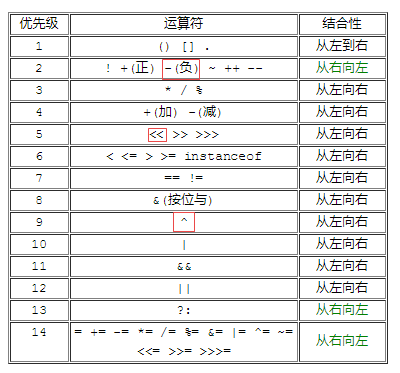 优先级 运算符 结合性
1 () [] . 从左到右
2 ! +(正) -(负) ~ ++ -- 从右向左
3 * / % 从左向右
4 +(加) -(减) 从左向右
5 << >> >>> 从左向右
6 < <= > >= instanceof 从左向右
7 == != 从左向右
8 &(按位与) 从左向右
9 ^ 从左向右
10 | 从左向右
11 && 从左向右
12 || 从左向右
13 ?: 从右向左
14 = += -= *= /= %= &= |= ^= ~= 从右向左
<<= >>= >>>=